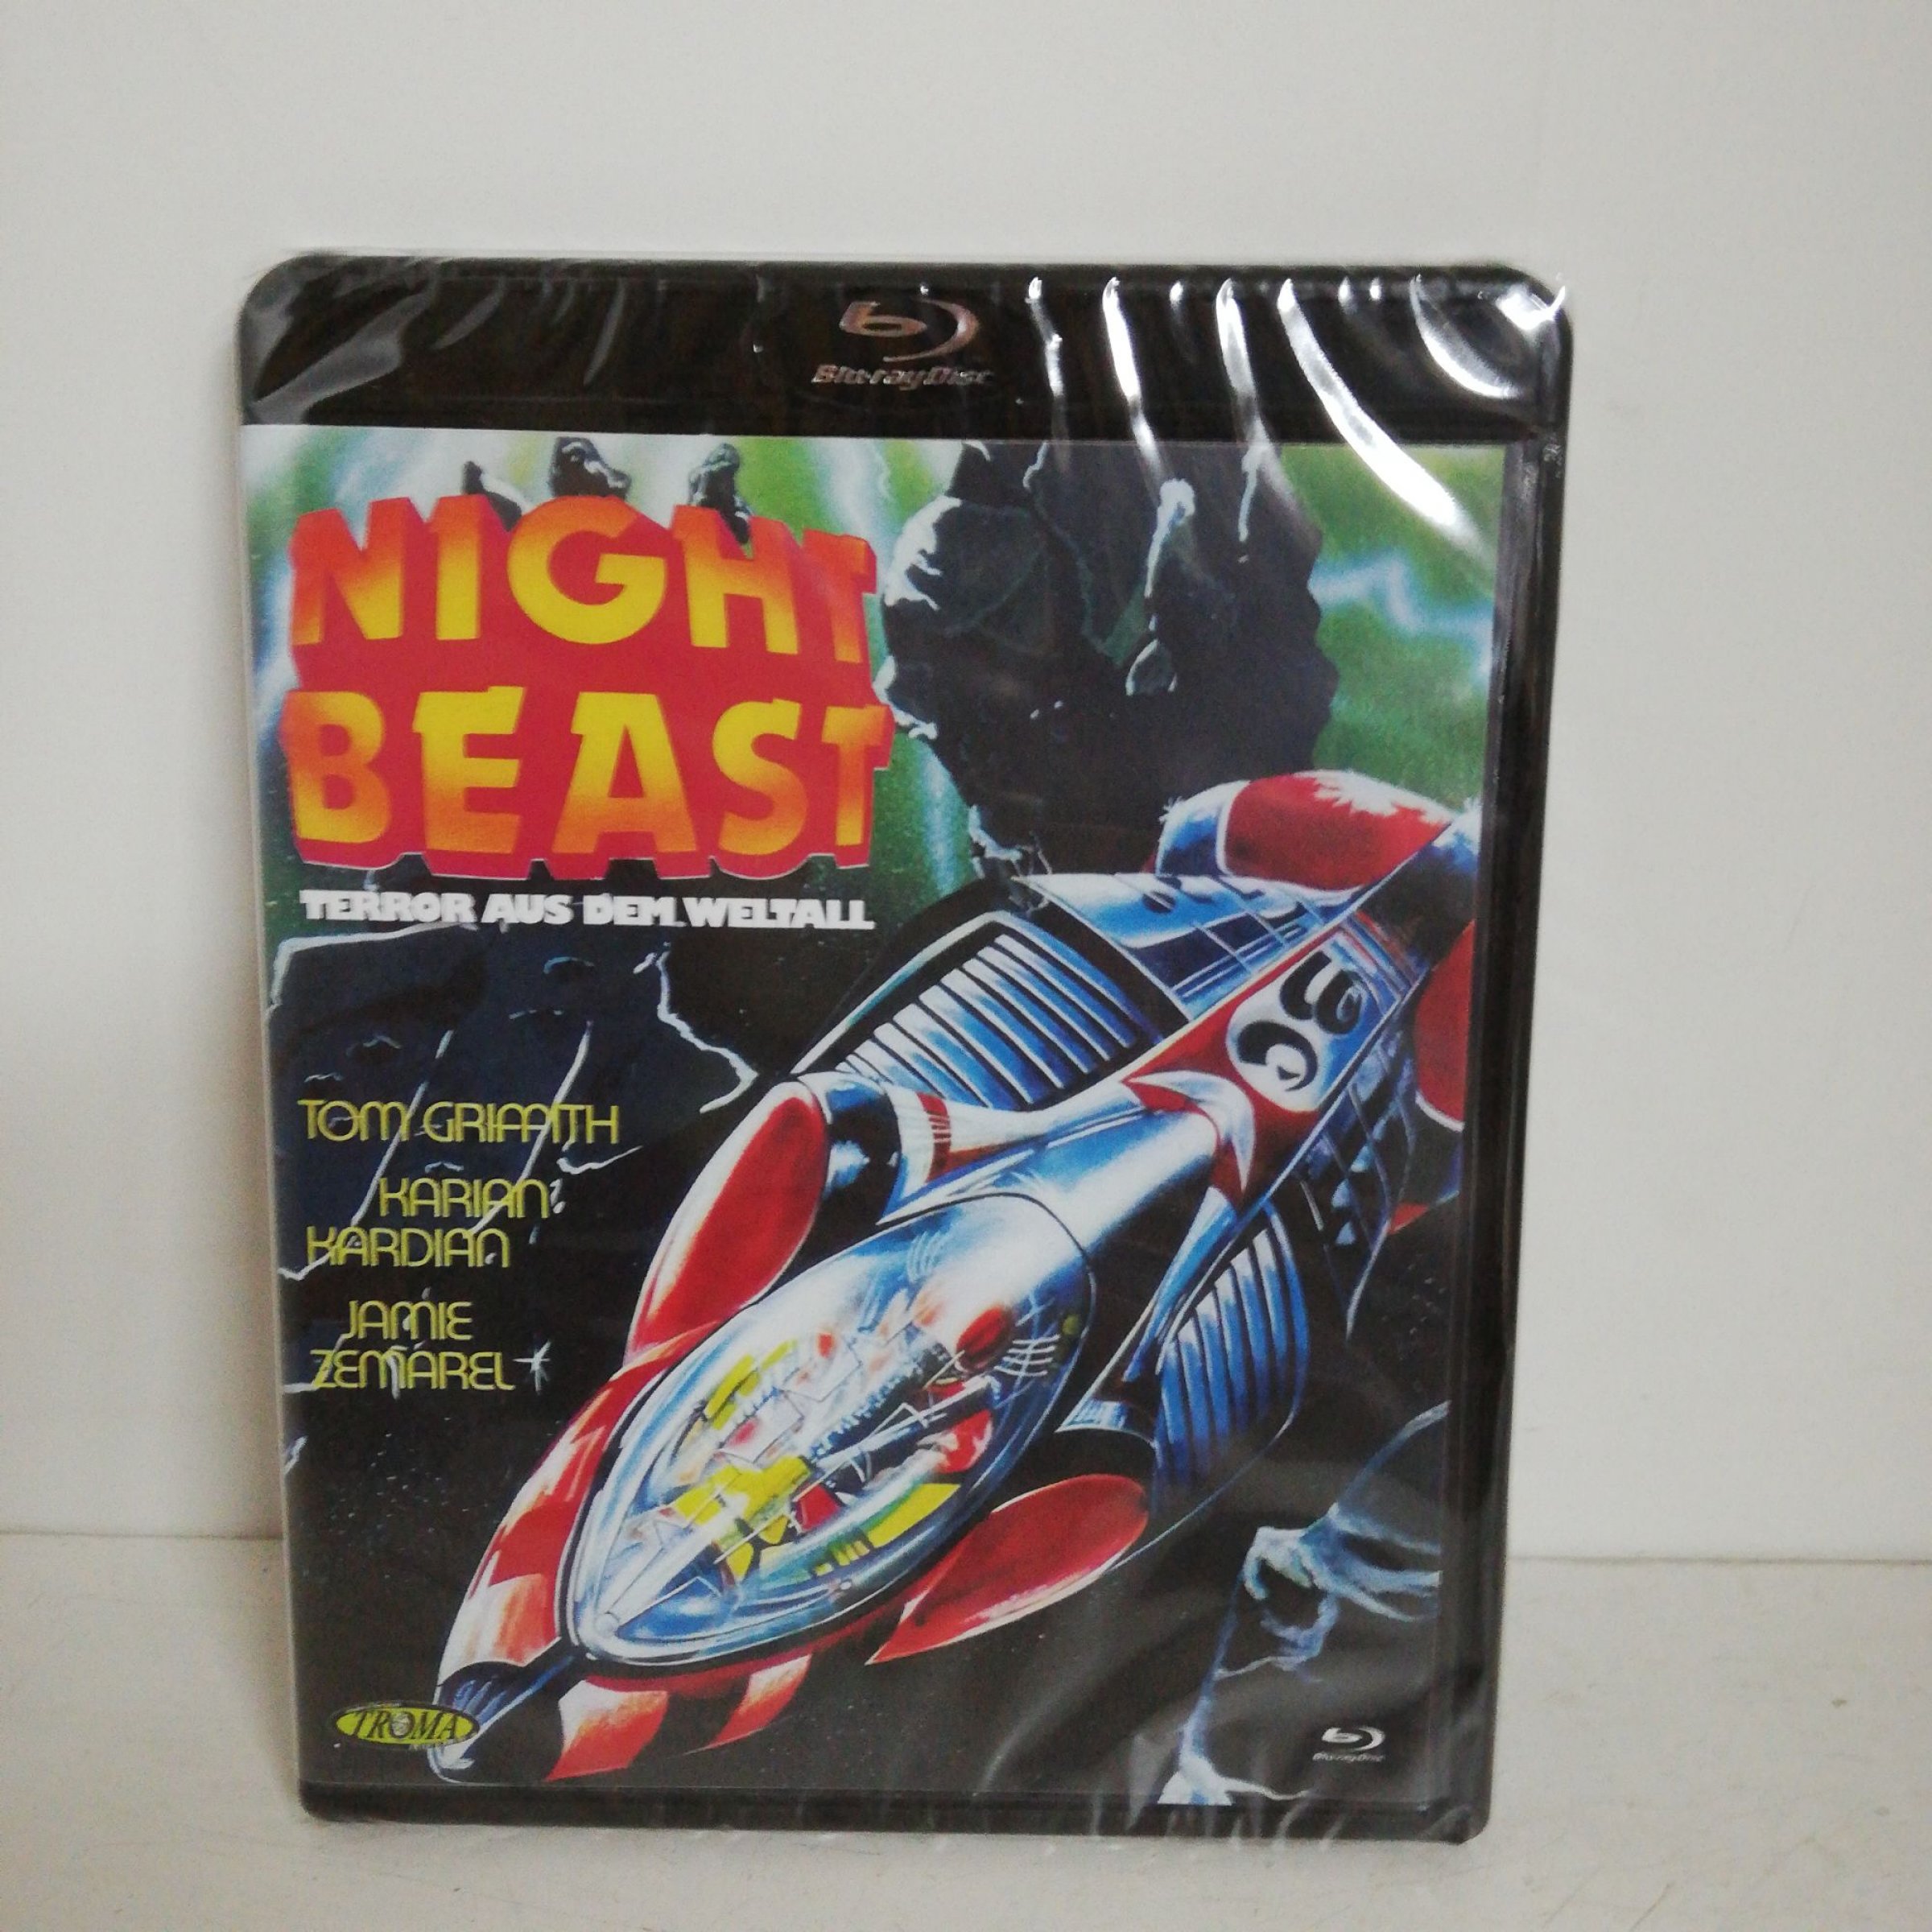 Blu-ray Disc
NIGHT
BEAST
TERROR AUS DEM WELTALL
TOM GRIFFITH
KARIAN
KARDIAN
JAMIE
ZEMAREL
TROMA
Blu-ray Disc